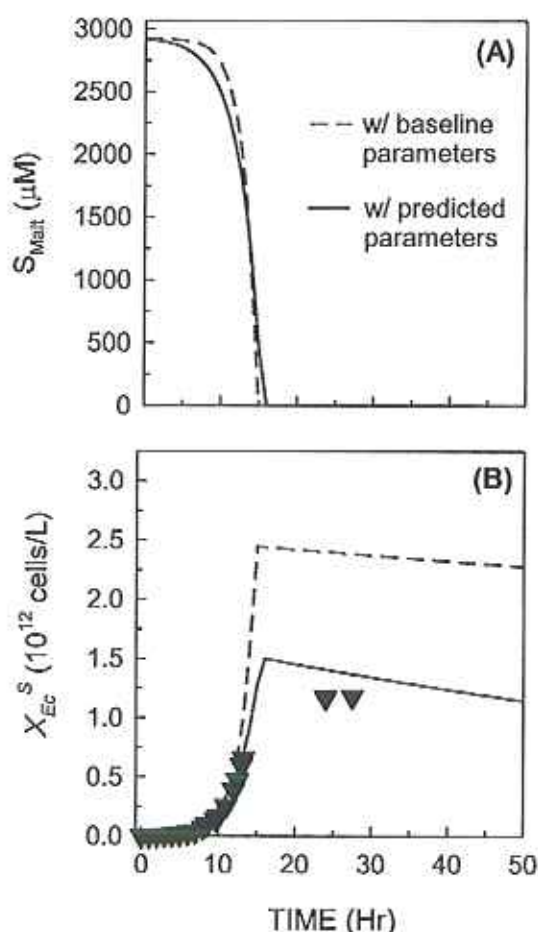 3000
2500
2000
1500
1000
500
0
S_Malt (μM)
(A)
w/ baseline
parameters
w/ predicted
parameters
(B)
3.0
2.5
2.0
1.5
1.0
0.5
0.0
X_Ec^S (10^12 cells/L)
0 10 20 30 40 50
TIME (Hr)